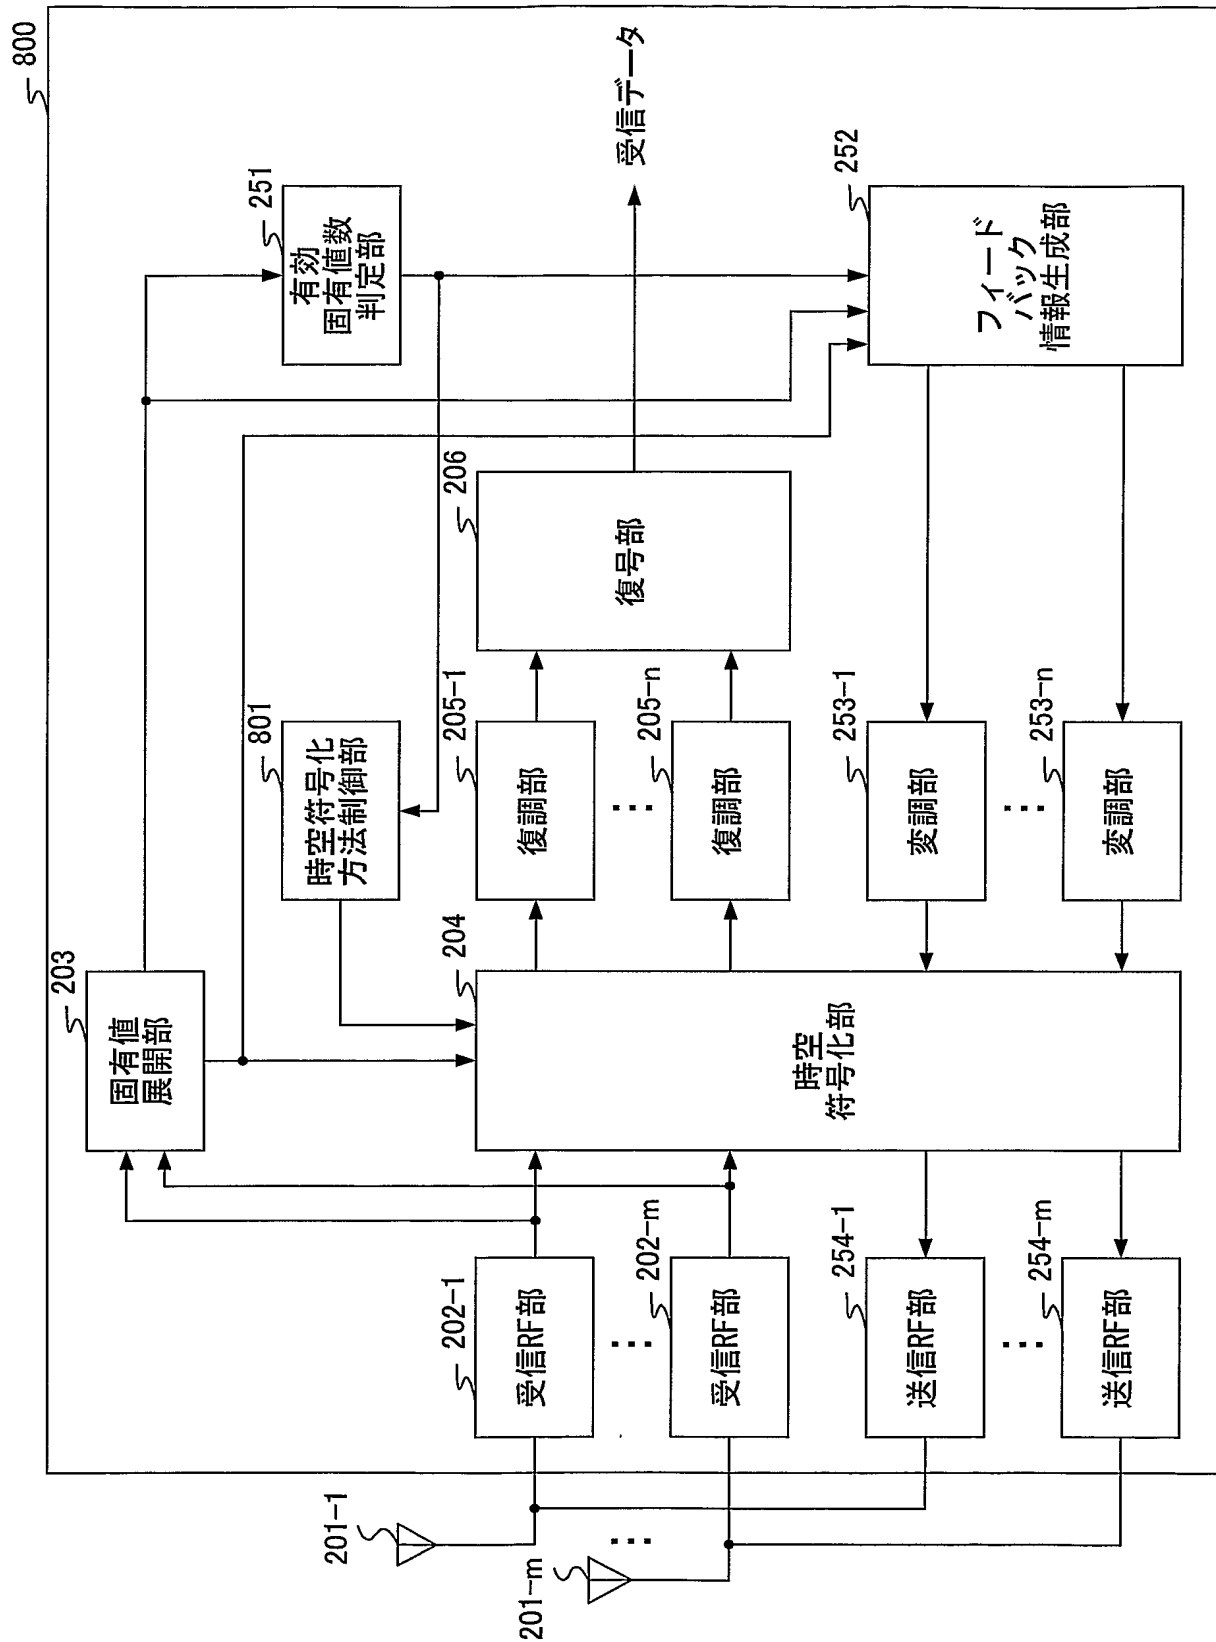 800
203
固有値
展開部
251
有効
固有値数
判定部
801
時空符号化
方法制御部
201-1
202-1
受信RF部
204
時空
符号化部
205-1
復調部
206
復号部
受信データ
⋮
⋮
⋮
201-m
202-m
受信RF部
205-n
復調部
254-1
送信RF部
253-1
変調部
252
フィード
バック
情報生成部
⋮
⋮
254-m
送信RF部
253-n
変調部